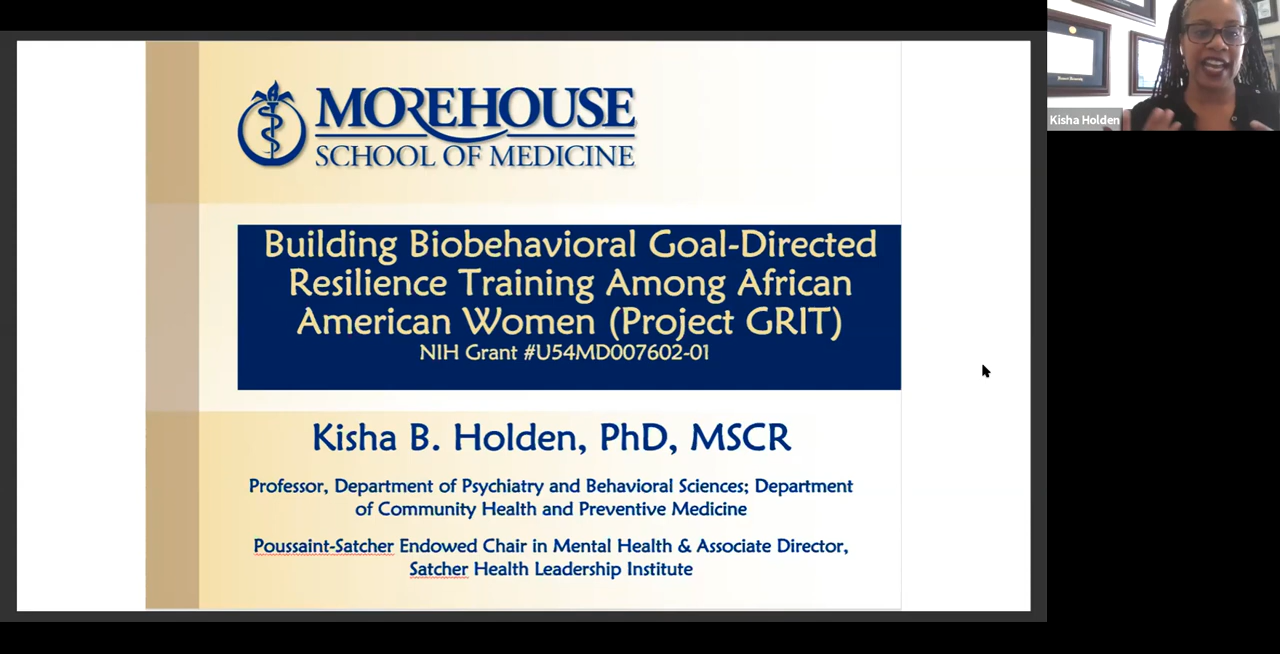 MOREHOUSE
SCHOOL OF MEDICINE
Building Biobehavioral Goal-Directed
Resilience Training Among African
American Women (Project GRIT)
NIH Grant #U54MD007602-01
Kisha B. Holden, PhD, MSCR
Professor, Department of Psychiatry and Behavioral Sciences; Department
of Community Health and Preventive Medicine
Poussaint-Satcher Endowed Chair in Mental Health & Associate Director,
Satcher Health Leadership Institute
Kisha Holden